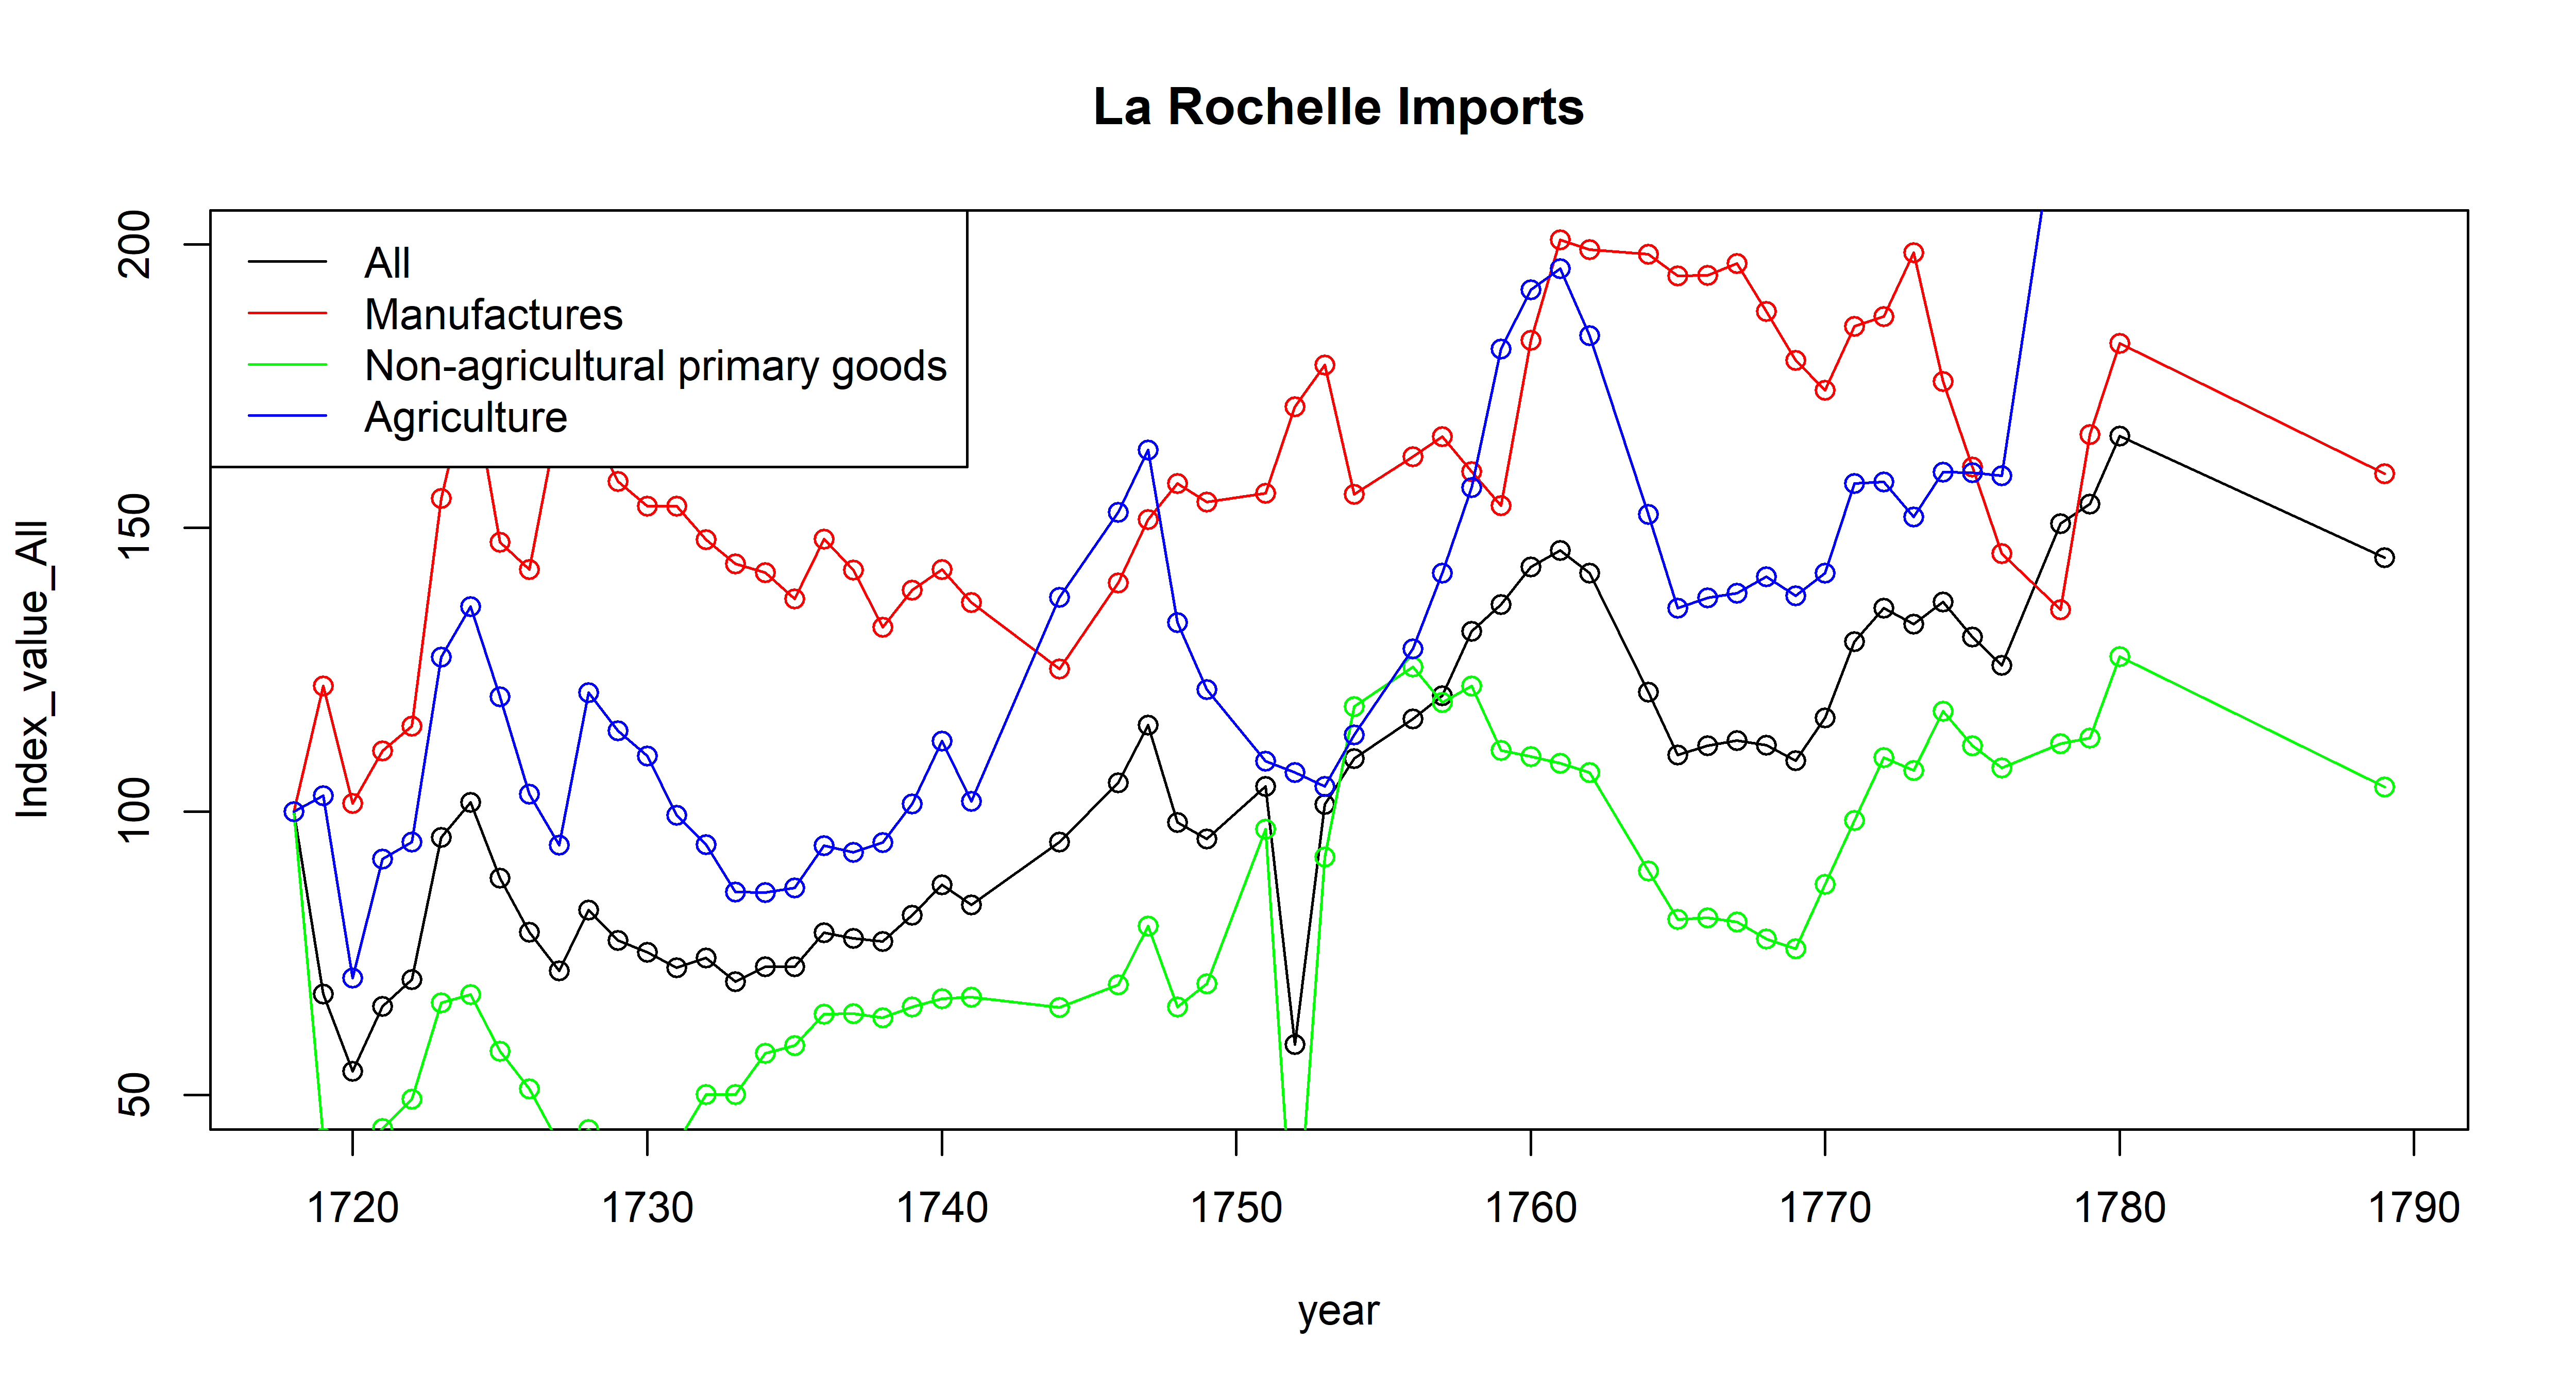 La Rochelle Imports
All
Manufactures
Non-agricultural primary goods
Agriculture
Index_value_All
200
150
100
50
1720 1730 1740 1750 1760 1770 1780 1790
year